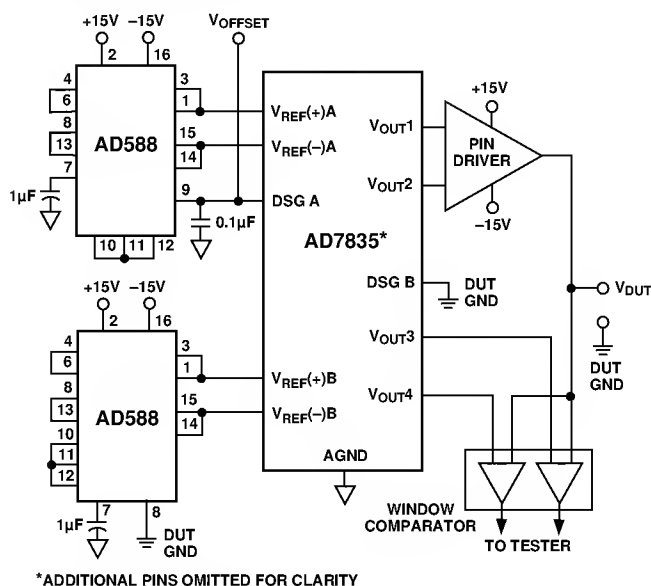 +15V
–15V
VOFFSET
2
16
4
6
8
13
7
1µF
AD588
3
1
15
14
9
10
11
12
0.1µF
VREF(+)A
VREF(–)A
DSG A
AD7835*
VOUT1
VOUT2
+15V
PIN
DRIVER
–15V
DSG B
DUT
GND
VDUT
DUT
GND
VOUT3
VOUT4
+15V
–15V
2
16
4
6
8
13
10
11
12
AD588
3
1
15
14
7
8
1µF
DUT
GND
VREF(+)B
VREF(–)B
AGND
WINDOW
COMPARATOR
TO TESTER
*ADDITIONAL PINS OMITTED FOR CLARITY